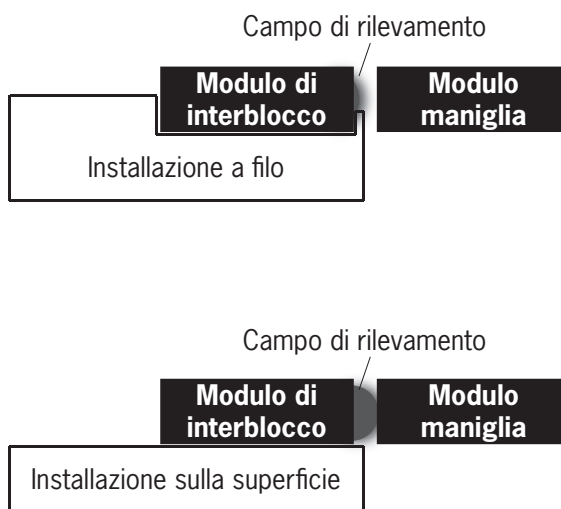 Campo di rilevamento
Modulo di
interblocco
Modulo
maniglia
Installazione a filo
Campo di rilevamento
Modulo di
interblocco
Modulo
maniglia
Installazione sulla superficie